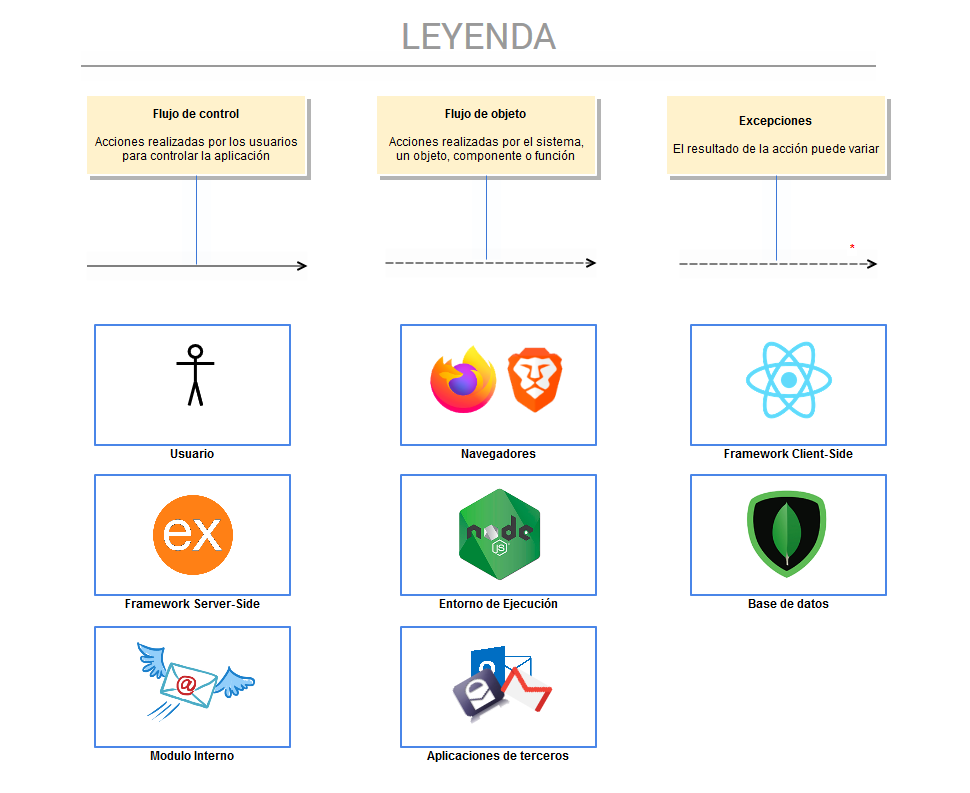 LEYENDA
Flujo de control
Acciones realizadas por los usuarios
para controlar la aplicación
Flujo de objeto
Acciones realizadas por el sistema,
un objeto, componente o función
Excepciones
El resultado de la acción puede variar
*
Usuario
Navegadores
Framework Client-Side
ex
Framework Server-Side
node
JS
Entorno de Ejecución
Base de datos
@
Modulo Interno
Aplicaciones de terceros